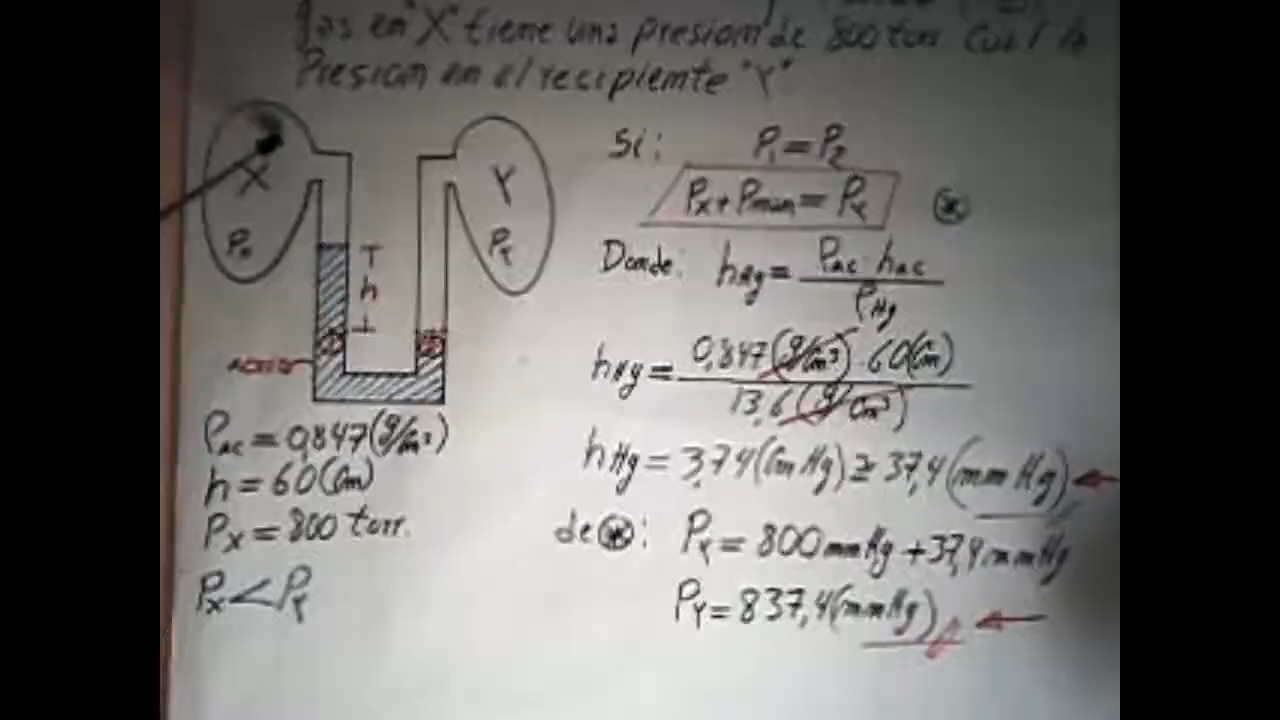 gas en "X" tiene una presion de 800 torr. Cual la
Presion en el recipiente "Y"
X
Px
h
Y
PY
aceite
ρac = 0,847 (g/cm³)
h = 60 (cm)
Px = 800 torr.
Px < PY
Si: P1 = P2
Px + Pman = PY *
Donde: hHg = ρac · hac / ρHg
hHg = 0,847 (g/cm³) · 60 (cm) / 13,6 (g/cm³)
hHg = 3,74 (cm Hg) ≅ 37,4 (mm Hg)
de *: PY = 800 mmHg + 37,4 mmHg
PY = 837,4 (mmHg)